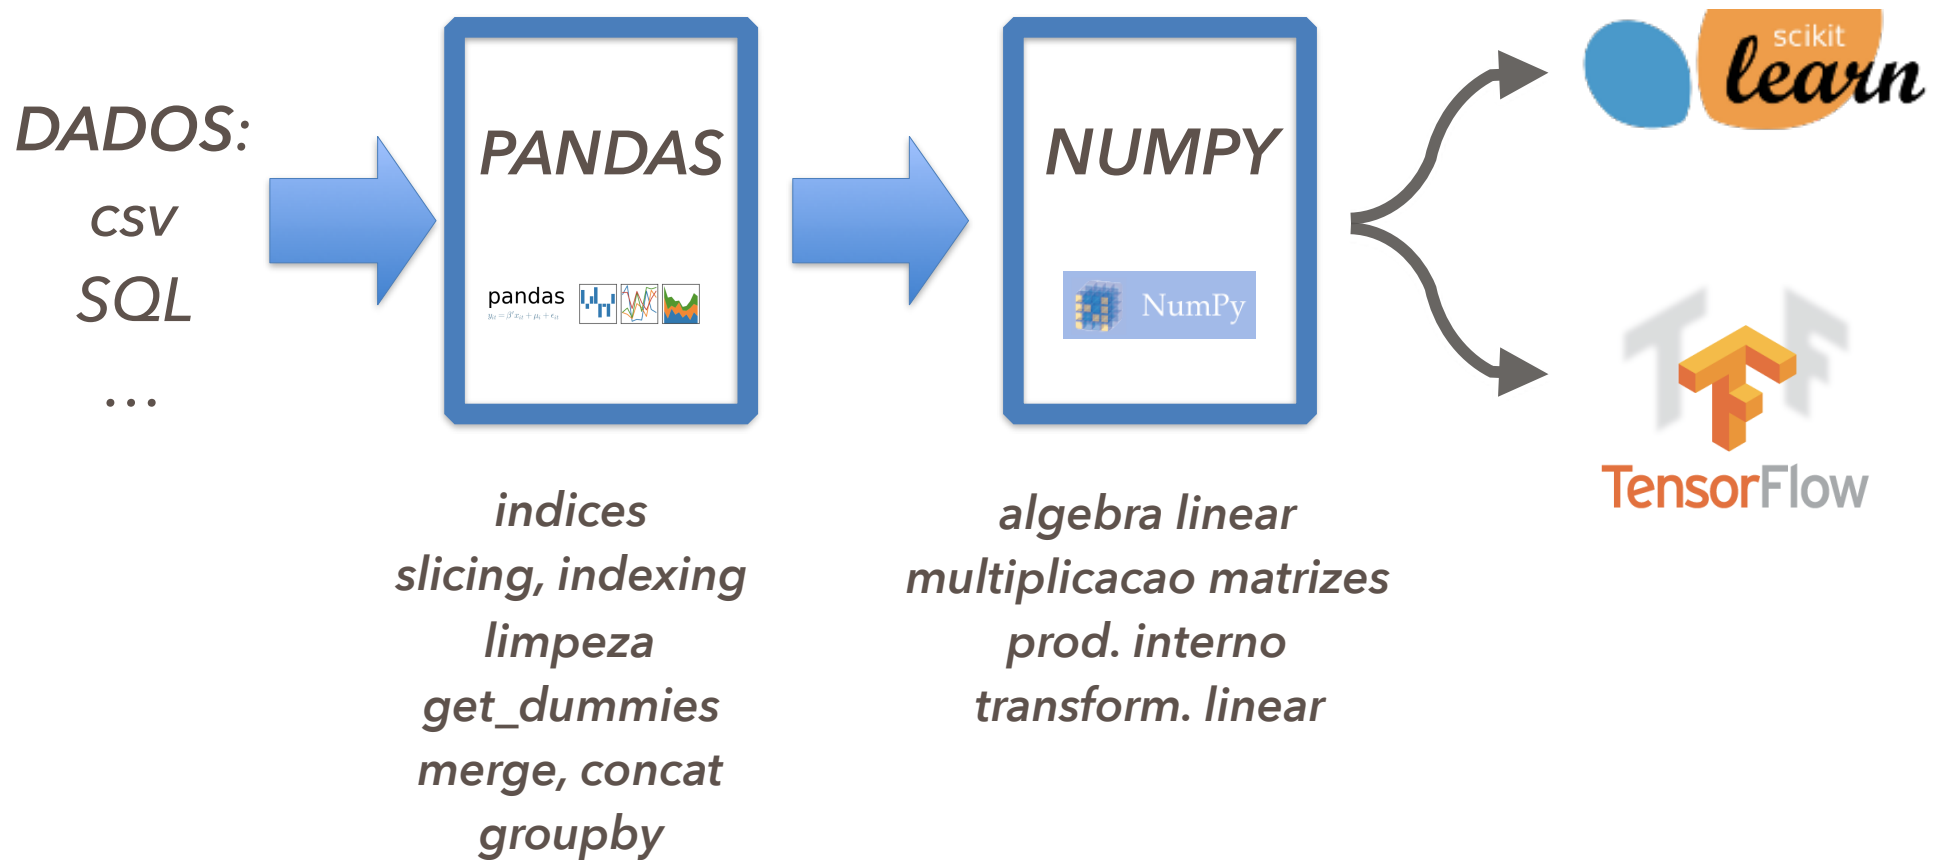 DADOS:
csv
SQL
...
PANDAS
pandas
NUMPY
NumPy
scikit
learn
TensorFlow
indices
slicing, indexing
limpeza
get_dummies
merge, concat
groupby
algebra linear
multiplicacao matrizes
prod. interno
transform. linear